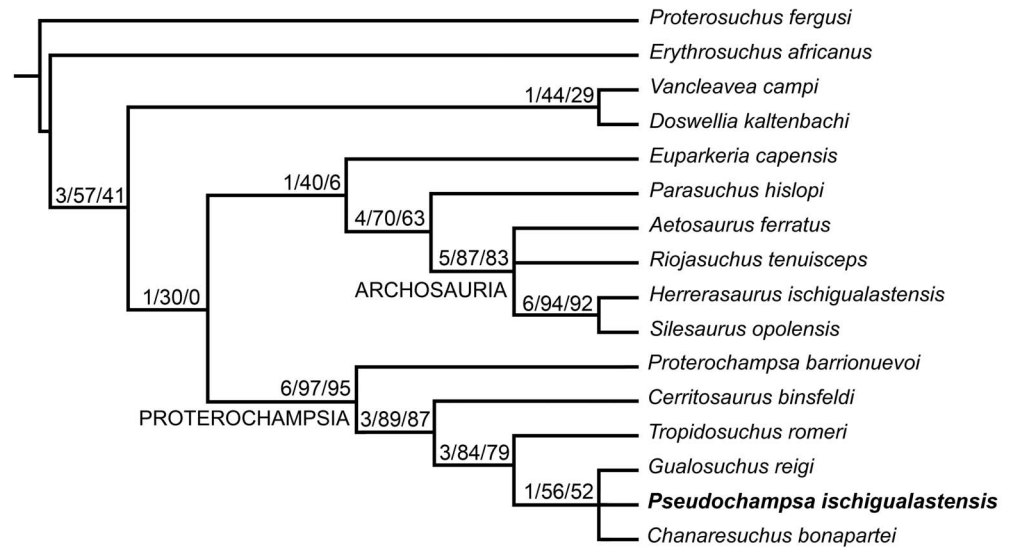 Proterosuchus fergusi
Erythrosuchus africanus
Vancleavea campi
1/44/29
Doswellia kaltenbachi
Euparkeria capensis
1/40/6
3/57/41
Parasuchus hislopi
4/70/63
Aetosaurus ferratus
5/87/83
Riojasuchus tenuisceps
ARCHOSAURIA
1/30/0
Herrerasaurus ischigualastensis
6/94/92
Silesaurus opolensis
Proterochampsa barrionuevoi
6/97/95
PROTEROCHAMPSIA
Cerritosaurus binsfeldi
3/89/87
Tropidosuchus romeri
3/84/79
Gualosuchus reigi
1/56/52
Pseudochampsa ischigualastensis
Chanaresuchus bonapartei